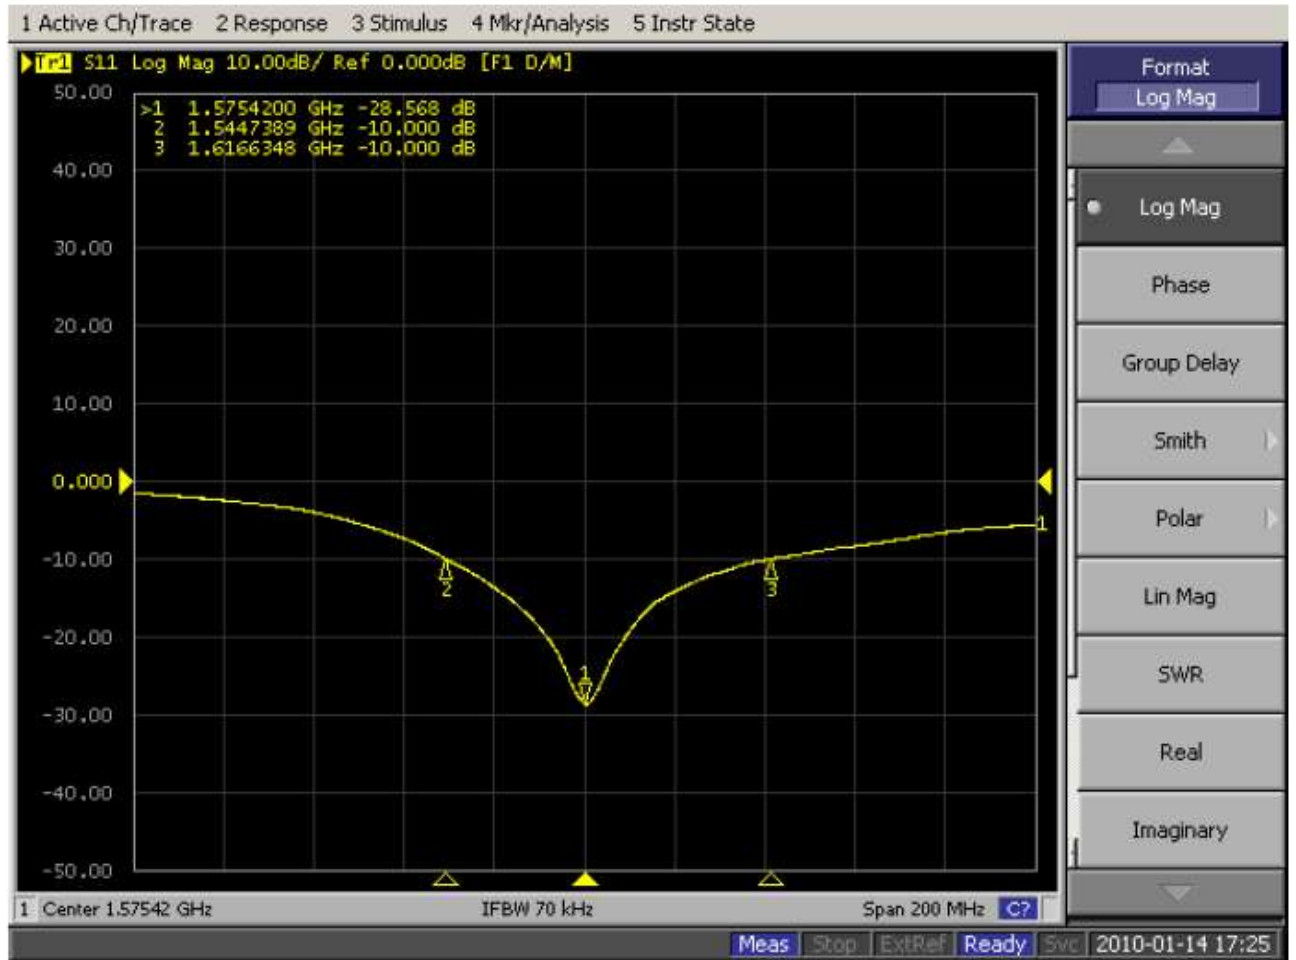 1 Active Ch/Trace 2 Response 3 Stimulus 4 Mkr/Analysis 5 Instr State
Tr1 S11 Log Mag 10.00dB/ Ref 0.000dB [F1 D/M]
50.00
>1 1.5754200 GHz -28.568 dB
2 1.5447389 GHz -10.000 dB
3 1.6166348 GHz -10.000 dB
40.00
30.00
20.00
10.00
0.000
-10.00
-20.00
-30.00
-40.00
-50.00
1
2
3
1
1 Center 1.57542 GHz IFBW 70 kHz Span 200 MHz C?
Meas Stop ExtRef Ready Svc 2010-01-14 17:25
Format
Log Mag
Log Mag
Phase
Group Delay
Smith
Polar
Lin Mag
SWR
Real
Imaginary